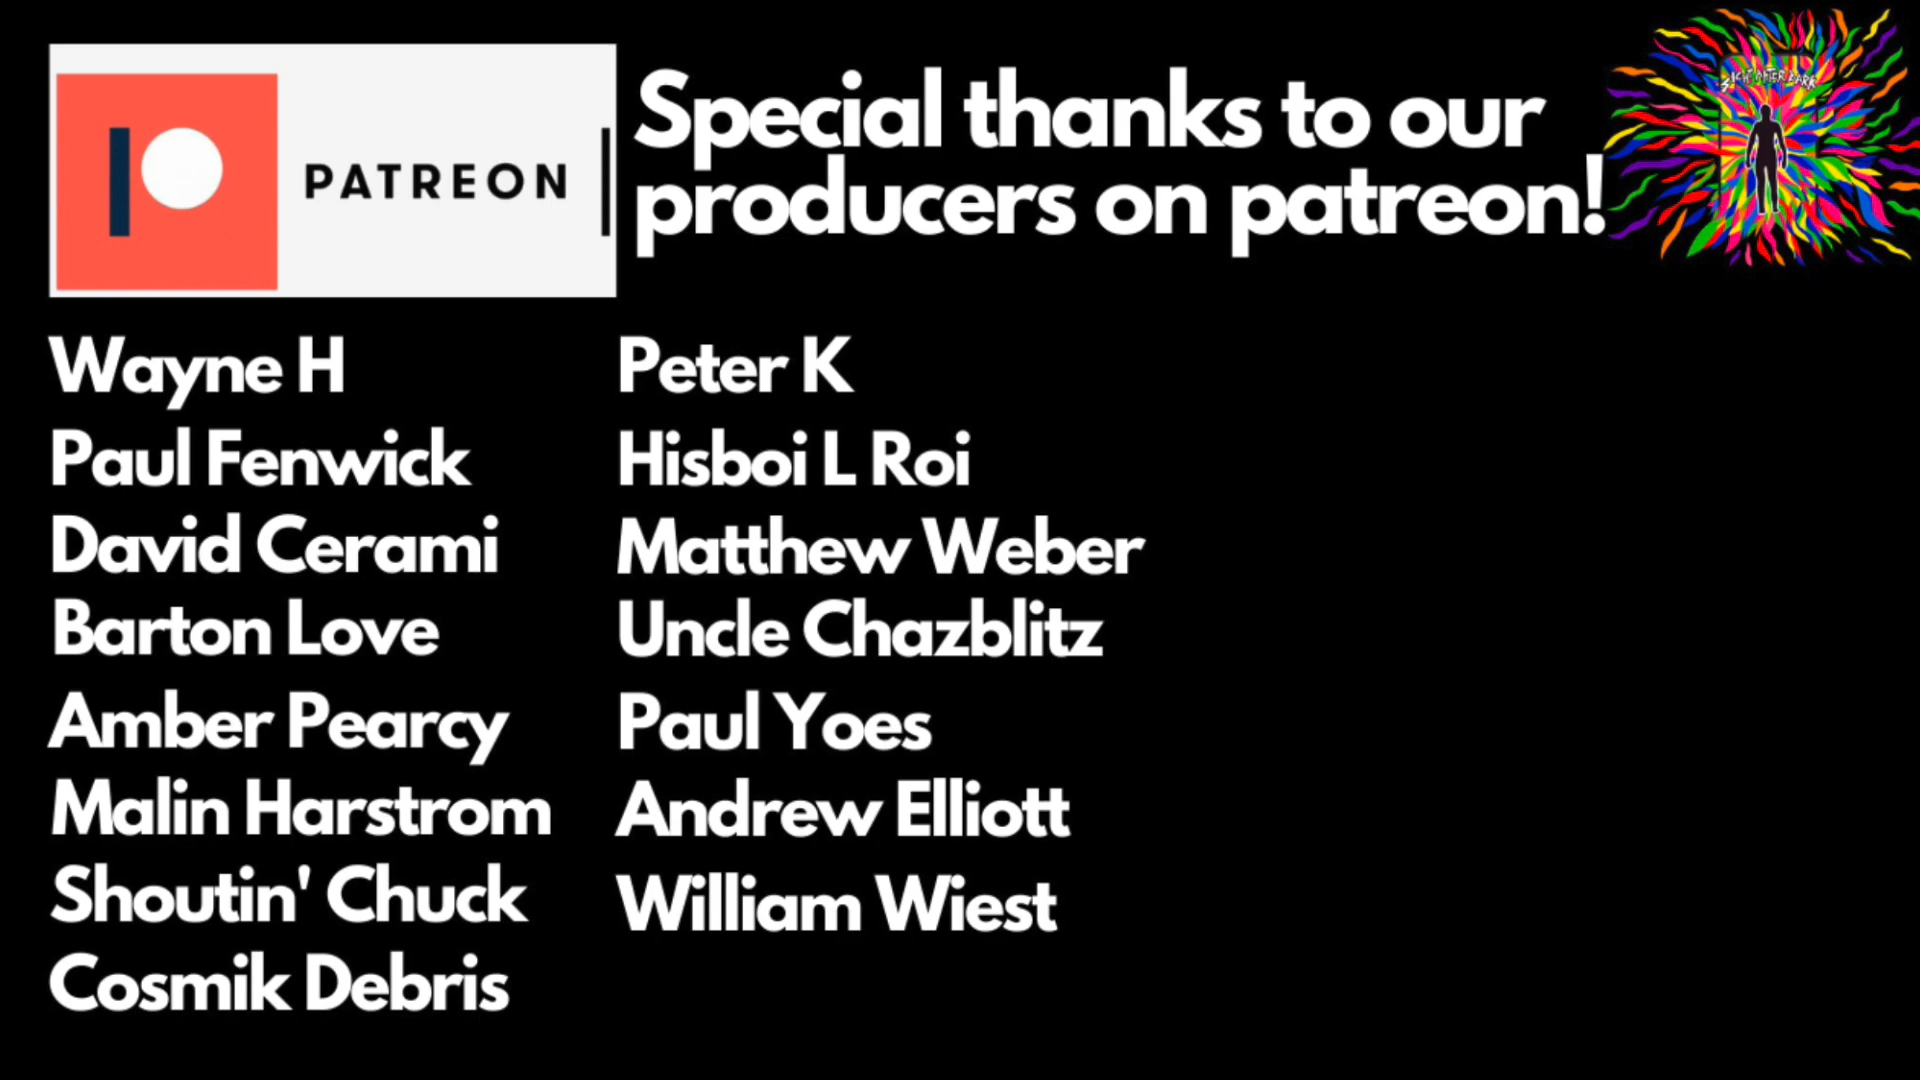 PATREON
Special thanks to our
producers on patreon!
Wayne H
Paul Fenwick
David Cerami
Barton Love
Amber Pearcy
Malin Harstrom
Shoutin' Chuck
Cosmik Debris
Peter K
Hisboi L Roi
Matthew Weber
Uncle Chazblitz
Paul Yoes
Andrew Elliott
William Wiest